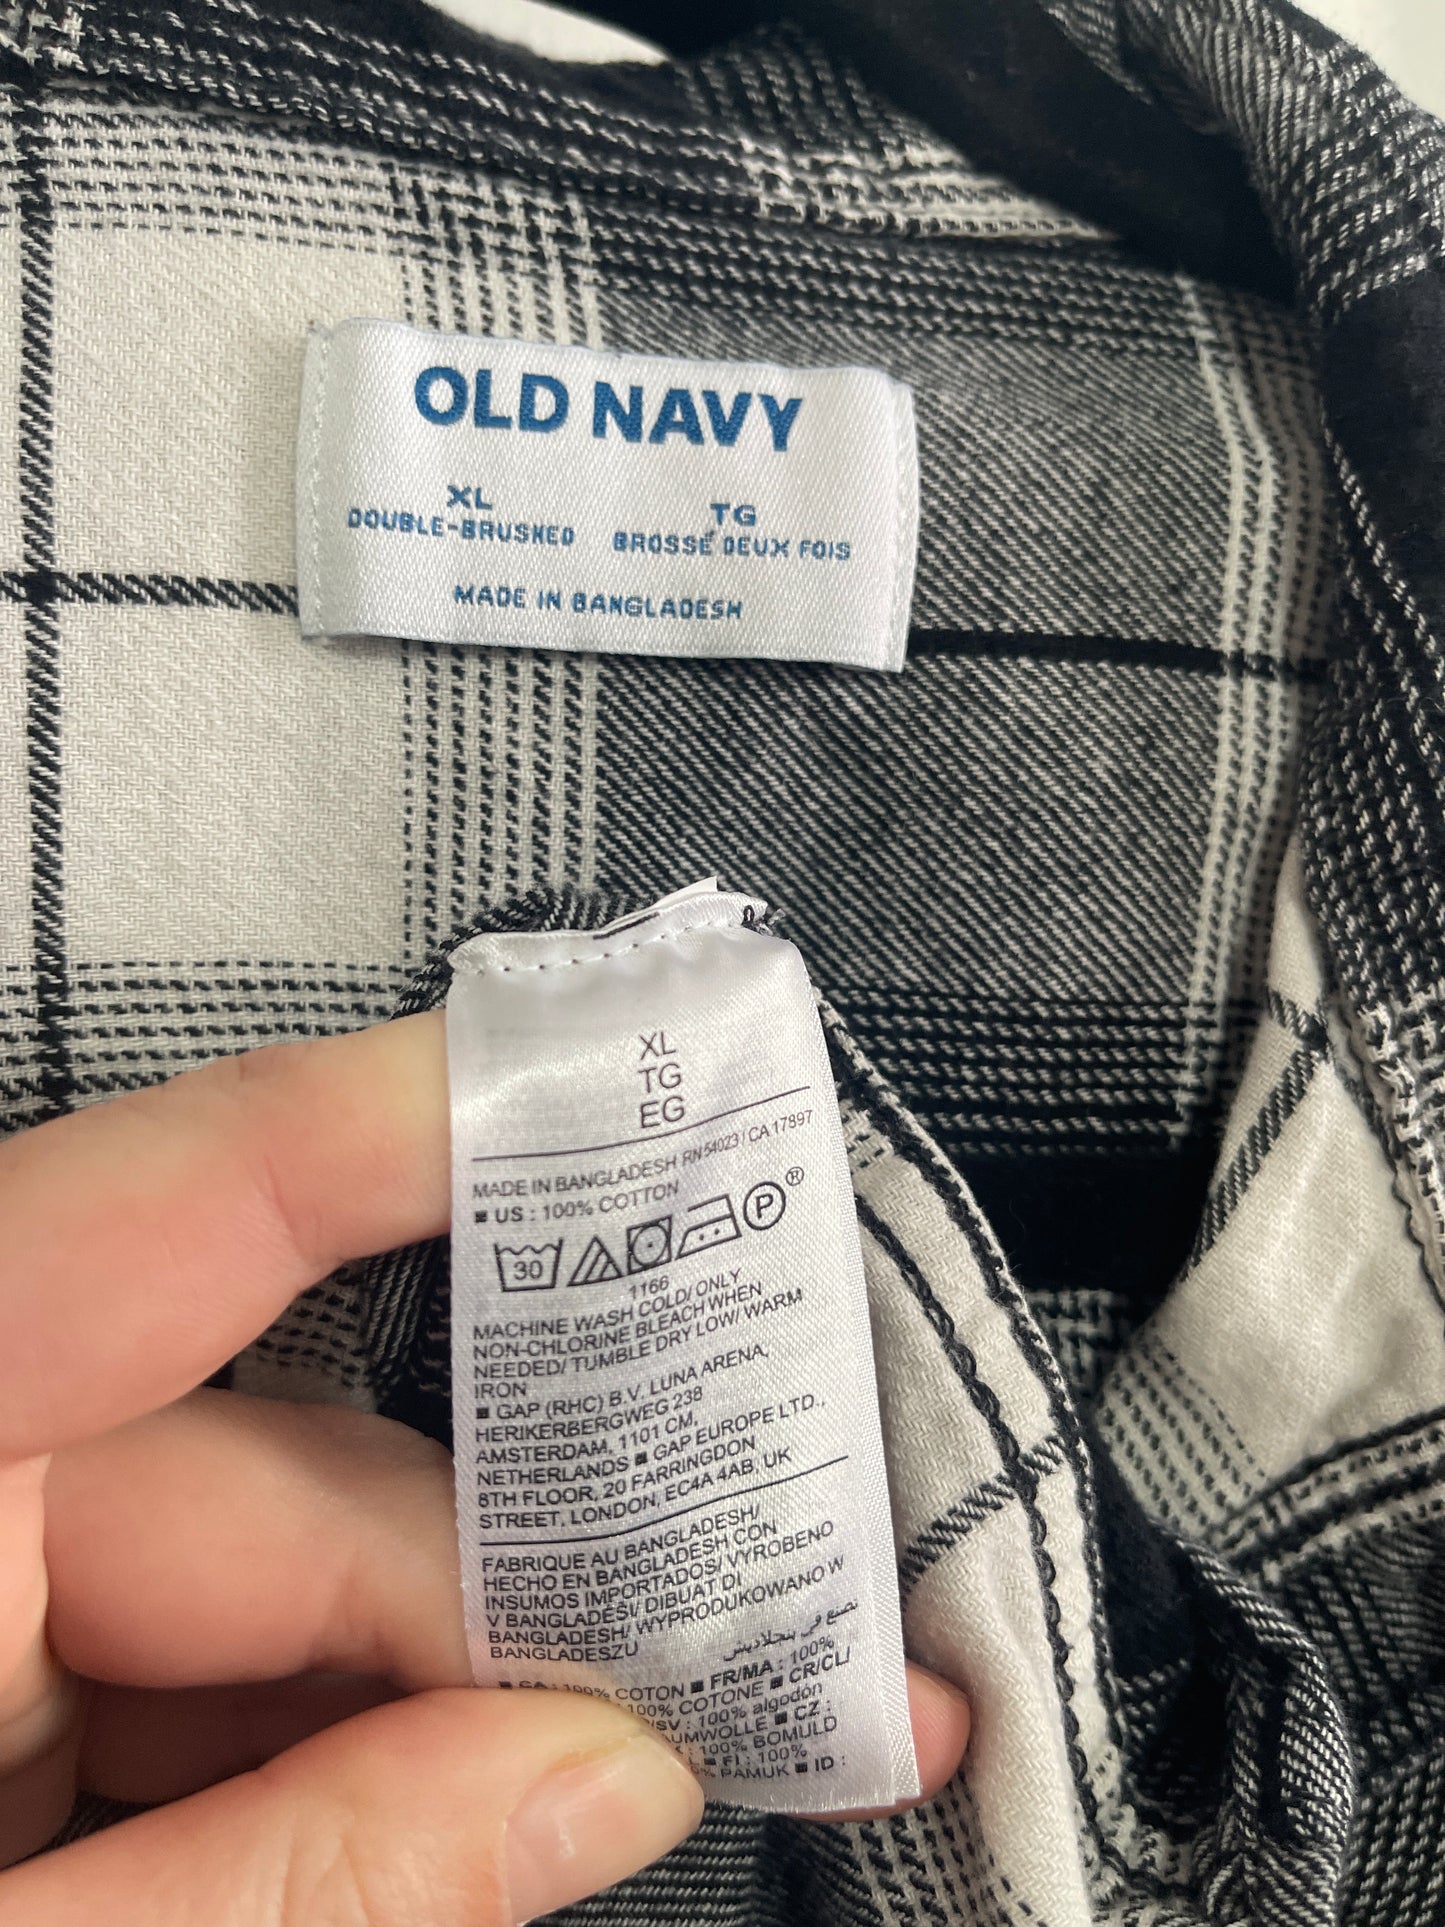 OLD NAVY
XL TG
DOUBLE-BRUSHED BROSSÉ DEUX FOIS
MADE IN BANGLADESH
XL
TG
EG
MADE IN BANGLADESH RN 54023 / CA 17897
■ US : 100% COTTON
30 P ®
1166
MACHINE WASH COLD/ ONLY
NON-CHLORINE BLEACH WHEN
NEEDED/ TUMBLE DRY LOW/ WARM
IRON
■ GAP (RHC) B.V. LUNA ARENA,
HERIKERBERGWEG 238
AMSTERDAM, 1101 CM,
NETHERLANDS ■ GAP EUROPE LTD.,
8TH FLOOR, 20 FARRINGDON
STREET, LONDON, EC4A 4AB, UK
FABRIQUE AU BANGLADESH/
HECHO EN BANGLADESH CON
INSUMOS IMPORTADOS/ VYROBENO
V BANGLADÉSI/ DIBUAT DI
BANGLADESH/ WYPRODUKOWANO W
BANGLADESZU
تصنع في بنجلاديش
■ CA : 100% COTON ■ FR/MA : 100%
100% COTONE ■ CR/CL/
/SV : 100% algodón
■ CZ :
: 100% BOMULD
■ FI : 100%
PAMUK ■ ID :